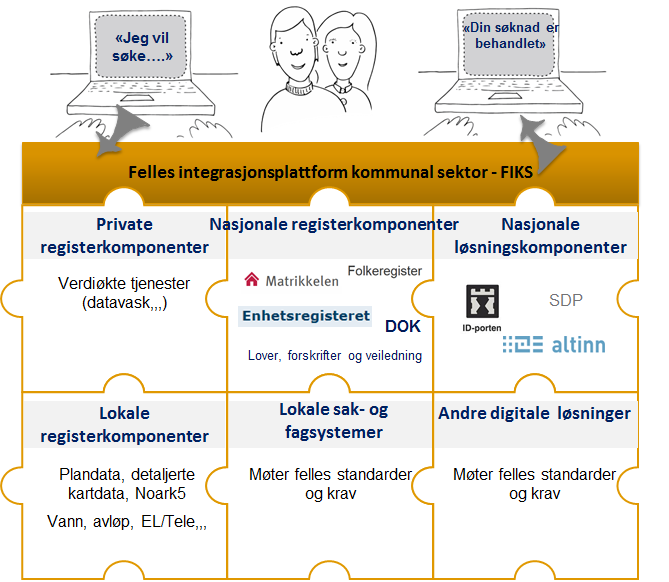 «Jeg vil
søke….»
«Din søknad er
behandlet»
Felles integrasjonsplattform kommunal sektor - FIKS
Private
registerkomponenter
Verdiøkte tjenester
(datavask,,,)
Nasjonale registerkomponenter
Matrikkelen
Folkeregister
Enhetsregisteret
DOK
Lover, forskrifter og veiledning
Nasjonale
løsningskomponenter
ID-porten
SDP
altinn
Lokale
registerkomponenter
Plandata, detaljerte
kartdata, Noark5
Vann, avløp, EL/Tele,,,
Lokale sak- og
fagsystemer
Møter felles standarder
og krav
Andre digitale løsninger
Møter felles standarder
og krav